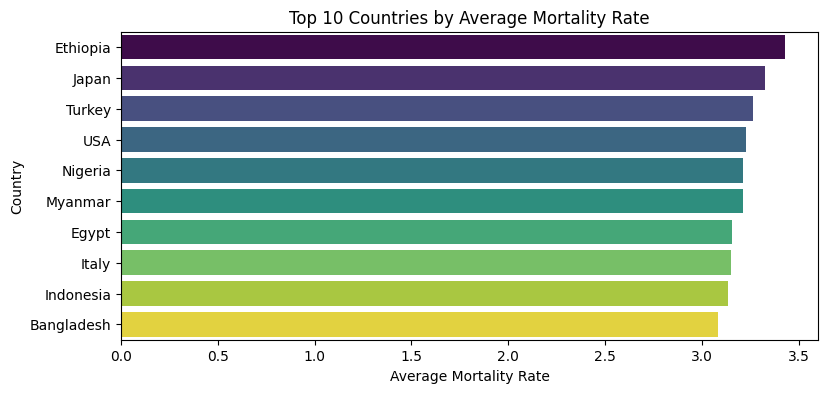 Top 10 Countries by Average Mortality Rate
Country
Ethiopia
Japan
Turkey
USA
Nigeria
Myanmar
Egypt
Italy
Indonesia
Bangladesh
0.0 0.5 1.0 1.5 2.0 2.5 3.0 3.5
Average Mortality Rate